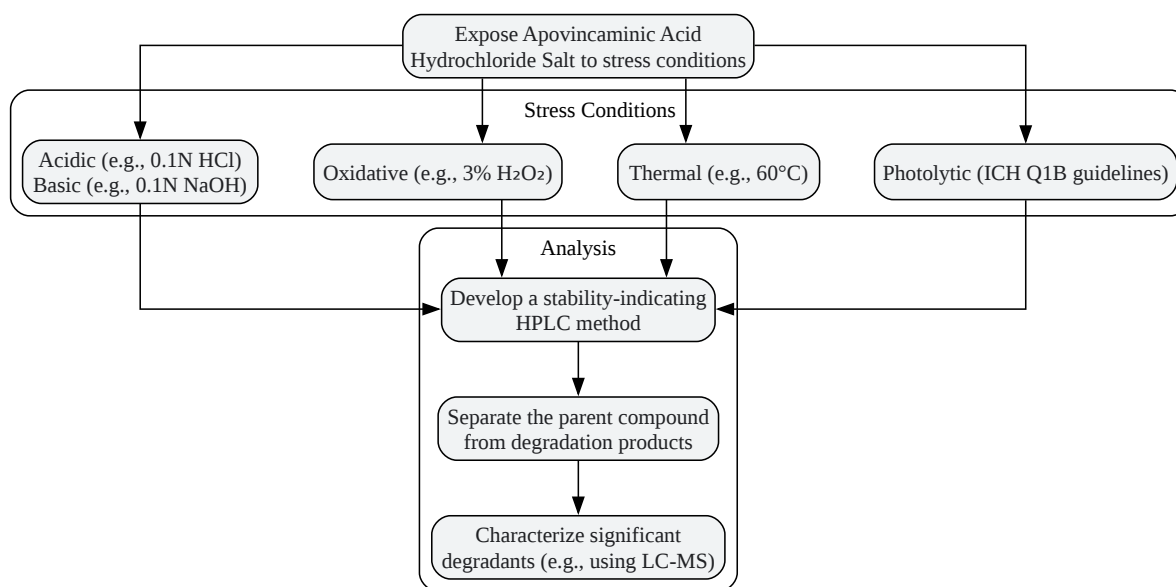 Expose Apovincaminic Acid
Hydrochloride Salt to stress conditions
Stress Conditions
Acidic (e.g., 0.1N HCl)
Basic (e.g., 0.1N NaOH)
Oxidative (e.g., 3% H₂O₂)
Thermal (e.g., 60°C)
Photolytic (ICH Q1B guidelines)
Analysis
Develop a stability-indicating
HPLC method
Separate the parent compound
from degradation products
Characterize significant
degradants (e.g., using LC-MS)